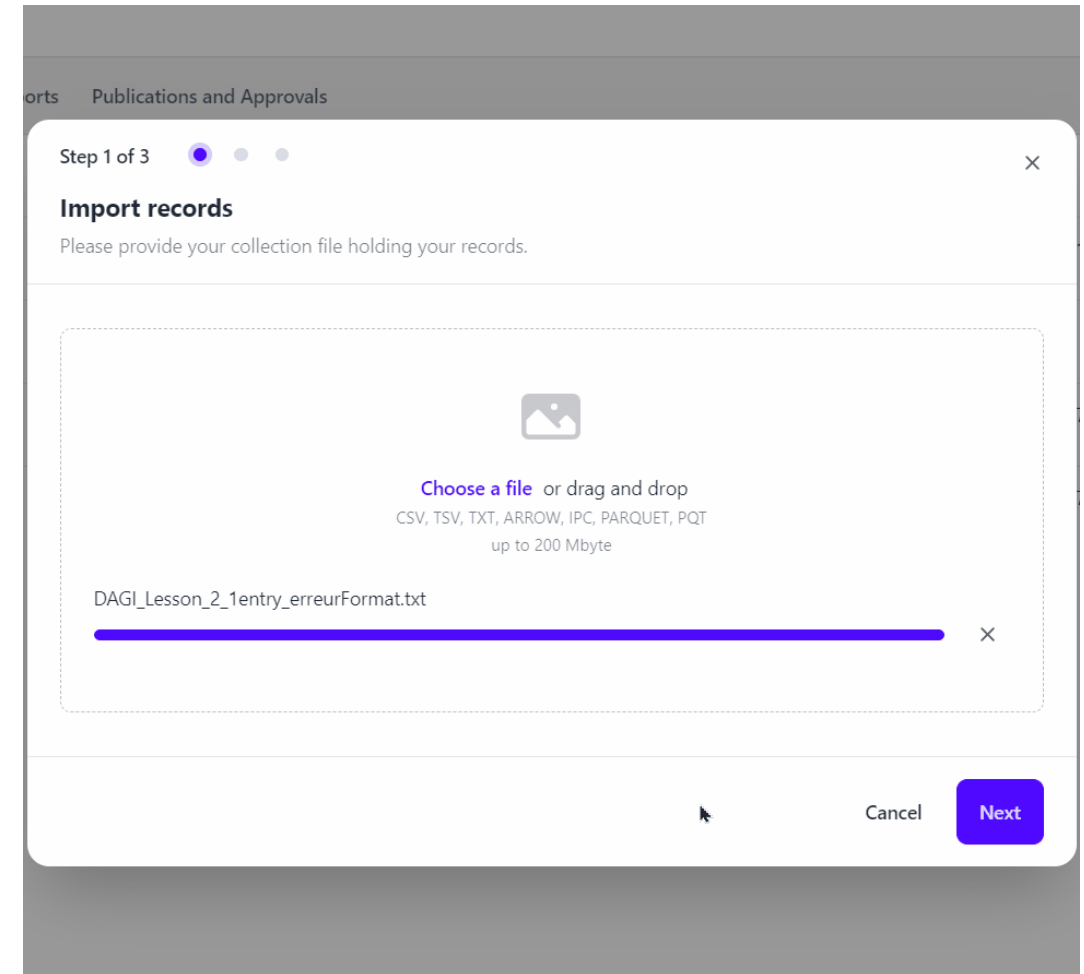 orts Publications and Approvals
Step 1 of 3
Import records
Please provide your collection file holding your records.
Choose a file or drag and drop
CSV, TSV, TXT, ARROW, IPC, PARQUET, PQT
up to 200 Mbyte
DAGI_Lesson_2_1entry_erreurFormat.txt
Cancel Next